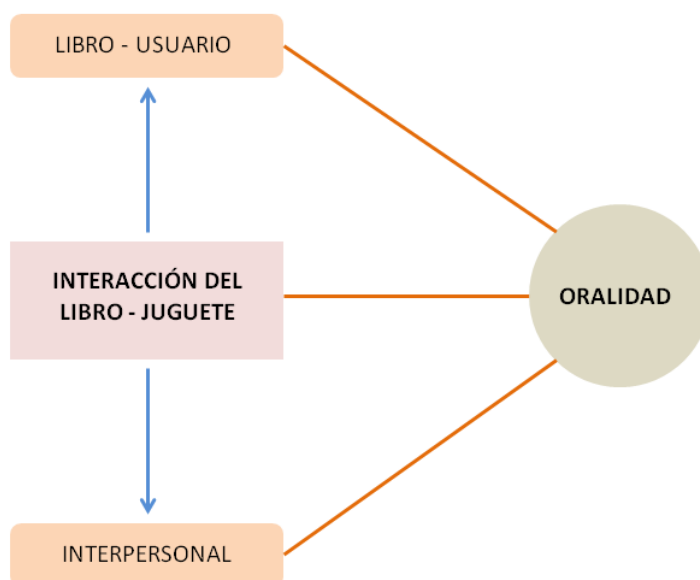 LIBRO - USUARIO
INTERACCIÓN DEL
LIBRO - JUGUETE
ORALIDAD
INTERPERSONAL